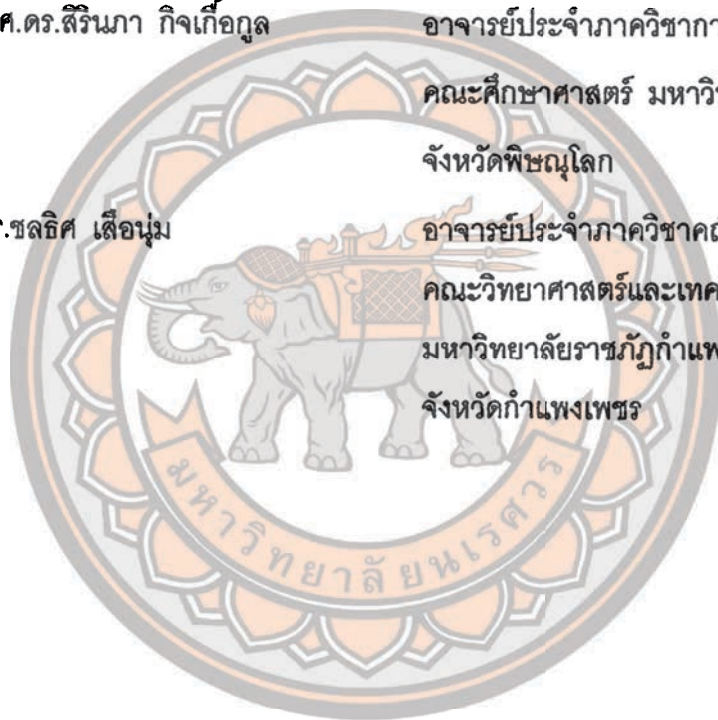 ศ.ดร.สิรินภา กิจเกื้อกูล อาจารย์ประจำภาควิชากา
คณะศึกษาศาสตร์ มหาวิ
จังหวัดพิษณุโลก
.ชลธิศ เสือนุ่ม อาจารย์ประจำภาควิชาค
คณะวิทยาศาสตร์และเทค
มหาวิทยาลัยราชภัฏกำแพ
จังหวัดกำแพงเพชร
มหาวิทยาลัยนเรศวร